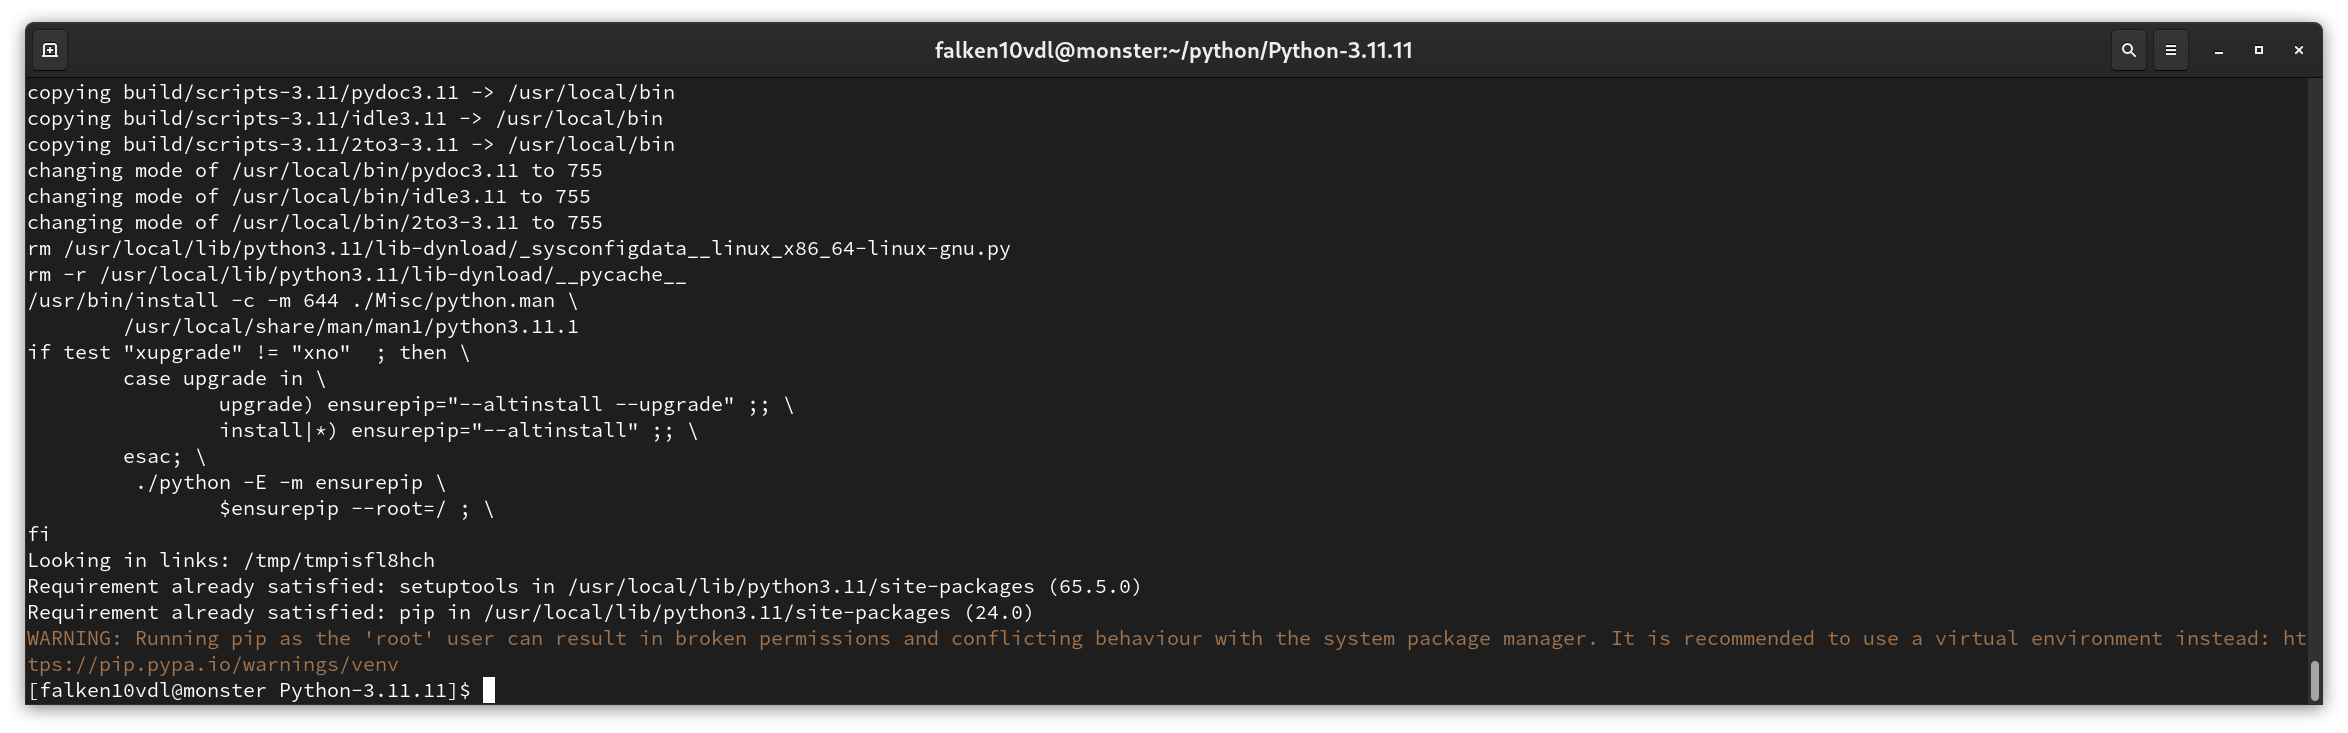 falken10vdl@monster:~/python/Python-3.11.11
copying build/scripts-3.11/pydoc3.11 -> /usr/local/bin
copying build/scripts-3.11/idle3.11 -> /usr/local/bin
copying build/scripts-3.11/2to3-3.11 -> /usr/local/bin
changing mode of /usr/local/bin/pydoc3.11 to 755
changing mode of /usr/local/bin/idle3.11 to 755
changing mode of /usr/local/bin/2to3-3.11 to 755
rm /usr/local/lib/python3.11/lib-dynload/_sysconfigdata__linux_x86_64-linux-gnu.py
rm -r /usr/local/lib/python3.11/lib-dynload/__pycache__
/usr/bin/install -c -m 644 ./Misc/python.man \
        /usr/local/share/man/man1/python3.11.1
if test "xupgrade" != "xno"  ; then \
        case upgrade in \
                upgrade) ensurepip="--altinstall --upgrade" ;; \
                install|*) ensurepip="--altinstall" ;; \
        esac; \
         ./python -E -m ensurepip \
                $ensurepip --root=/ ; \
fi
Looking in links: /tmp/tmpisfl8hch
Requirement already satisfied: setuptools in /usr/local/lib/python3.11/site-packages (65.5.0)
Requirement already satisfied: pip in /usr/local/lib/python3.11/site-packages (24.0)
WARNING: Running pip as the 'root' user can result in broken permissions and conflicting behaviour with the system package manager. It is recommended to use a virtual environment instead: ht
tps://pip.pypa.io/warnings/venv
[falken10vdl@monster Python-3.11.11]$